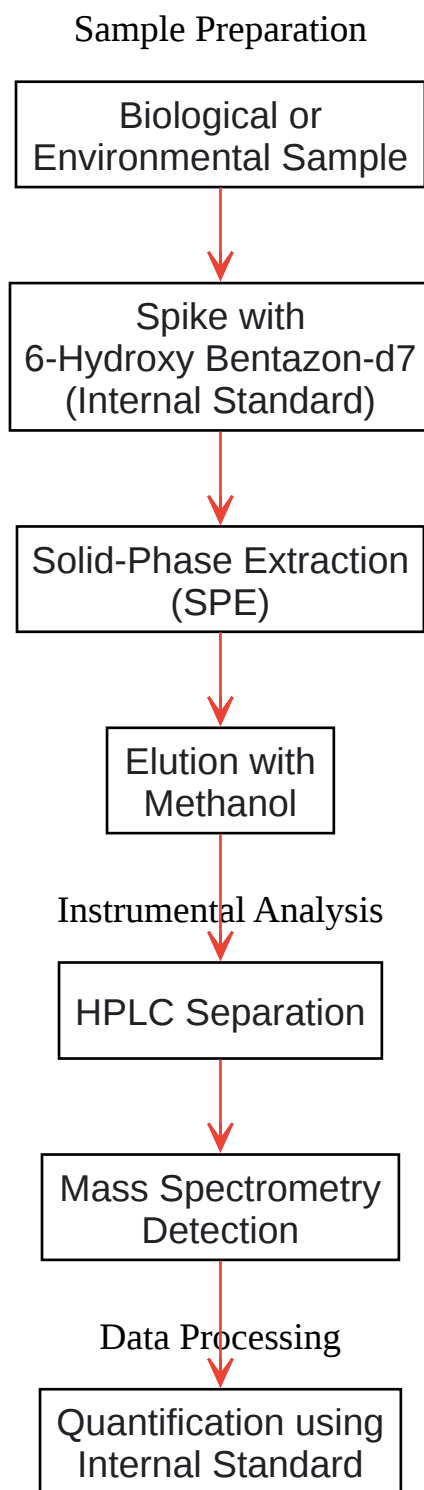 Sample Preparation
Biological or
Environmental Sample
Spike with
6-Hydroxy Bentazon-d7
(Internal Standard)
Solid-Phase Extraction
(SPE)
Elution with
Methanol
Instrumental Analysis
HPLC Separation
Mass Spectrometry
Detection
Data Processing
Quantification using
Internal Standard